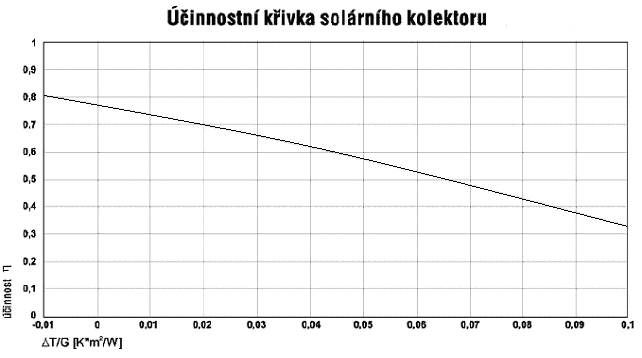 Účinnostní křivka solárního kolektoru
1
0,9
0,8
0,7
0,6
0,5
0,4
0,3
0,2
0,1
0
účinnost η
-0,01 0 0,01 0,02 0,03 0,04 0,05 0,06 0,07 0,08 0,09 0,1
ΔT/G [K*m²/W]